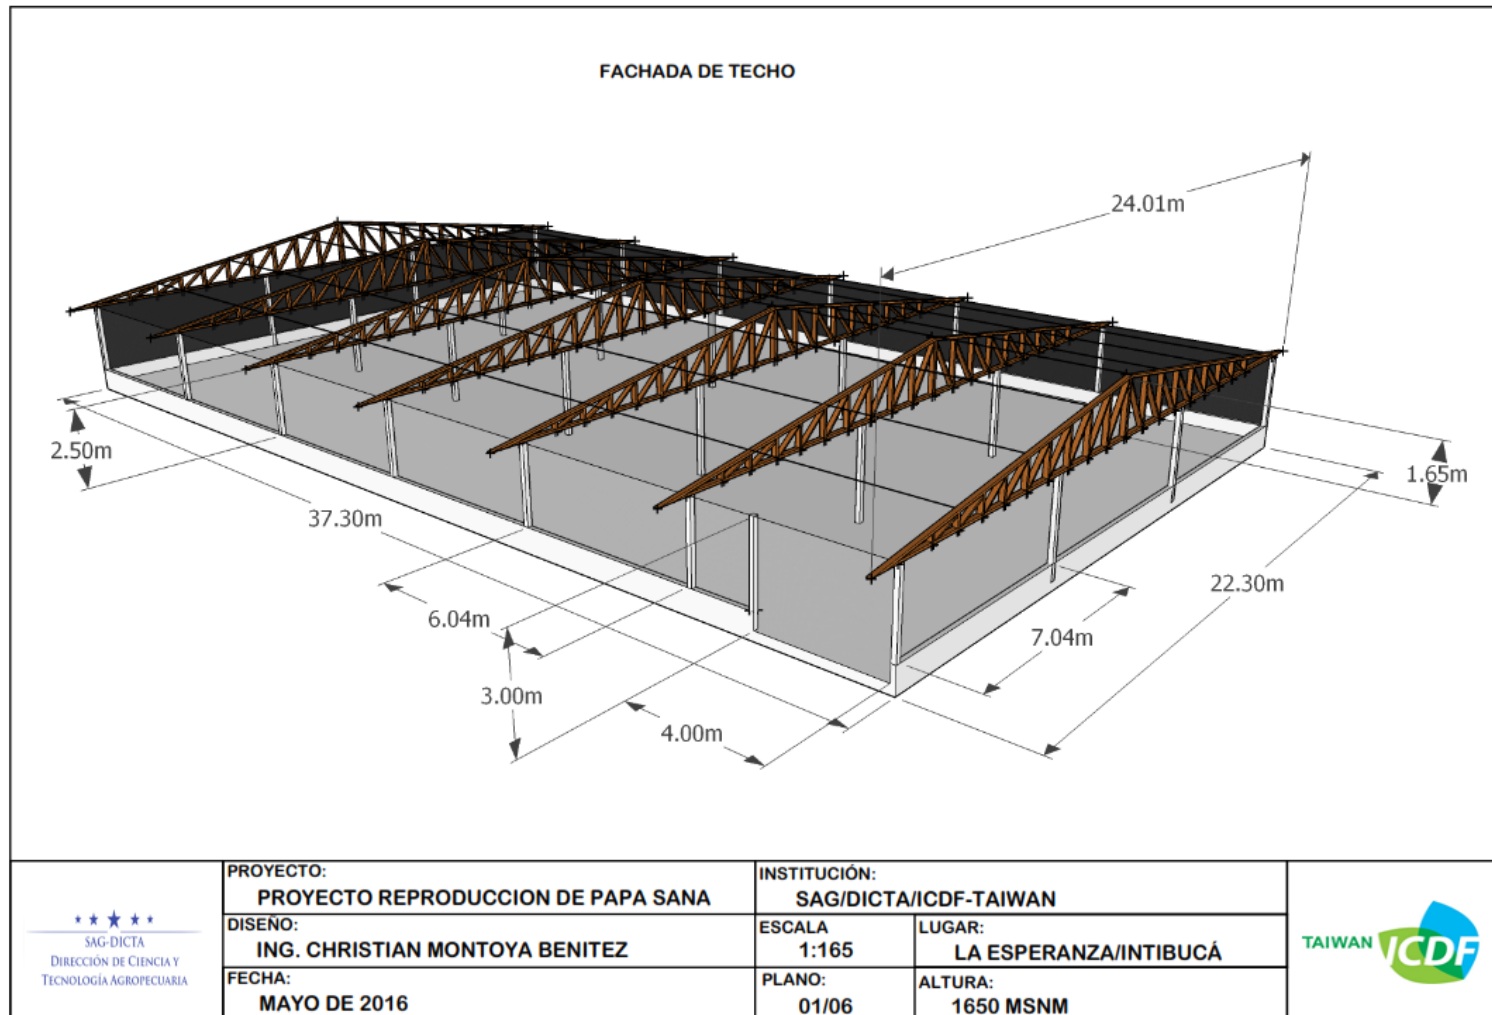 FACHADA DE TECHO
24.01m
2.50m
1.65m
37.30m
22.30m
6.04m
7.04m
3.00m
4.00m
SAG-DICTA
DIRECCIÓN DE CIENCIA Y
TECNOLOGÍA AGROPECUARIA
PROYECTO:
PROYECTO REPRODUCCION DE PAPA SANA
DISEÑO:
ING. CHRISTIAN MONTOYA BENITEZ
FECHA:
MAYO DE 2016
INSTITUCIÓN:
SAG/DICTA/ICDF-TAIWAN
ESCALA
1:165
LUGAR:
LA ESPERANZA/INTIBUCÁ
PLANO:
01/06
ALTURA:
1650 MSNM
TAIWAN ICDF